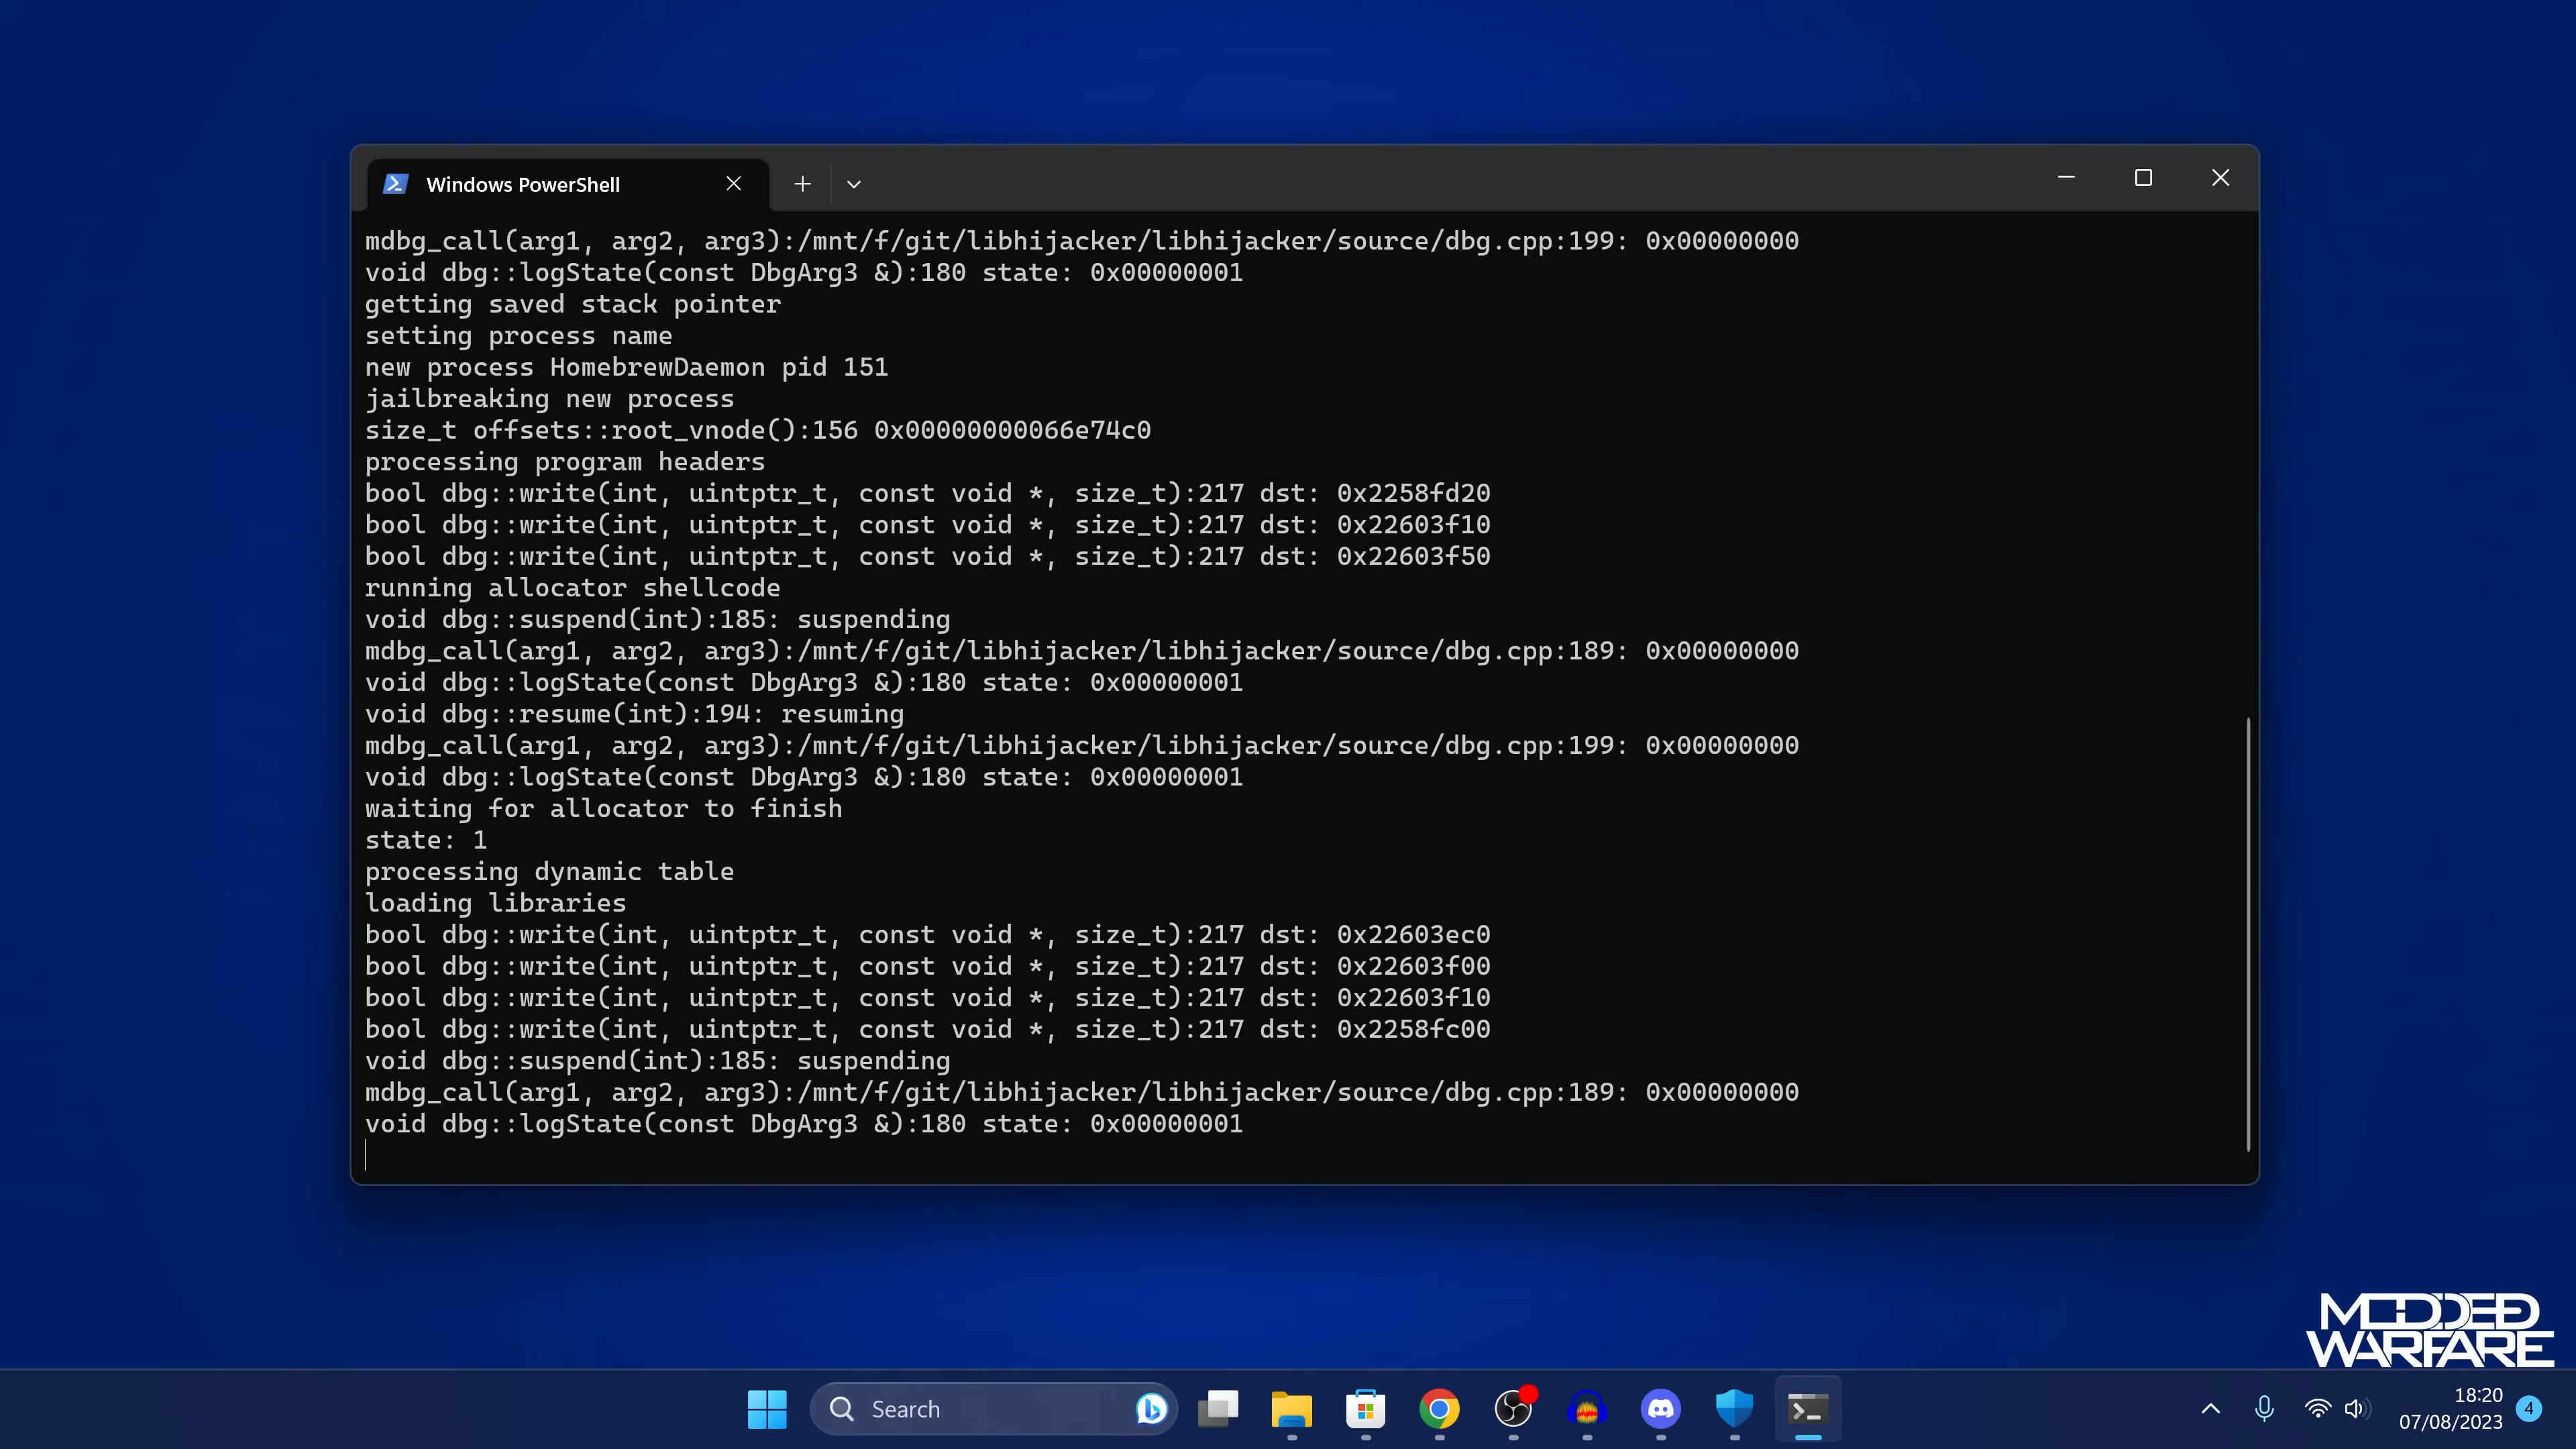 Windows PowerShell
mdbg_call(arg1, arg2, arg3):/mnt/f/git/libhijacker/libhijacker/source/dbg.cpp:199: 0x00000000
void dbg::logState(const DbgArg3 &):180 state: 0x00000001
getting saved stack pointer
setting process name
new process HomebrewDaemon pid 151
jailbreaking new process
size_t offsets::root_vnode():156 0x00000000066e74c0
processing program headers
bool dbg::write(int, uintptr_t, const void *, size_t):217 dst: 0x2258fd20
bool dbg::write(int, uintptr_t, const void *, size_t):217 dst: 0x22603f10
bool dbg::write(int, uintptr_t, const void *, size_t):217 dst: 0x22603f50
running allocator shellcode
void dbg::suspend(int):185: suspending
mdbg_call(arg1, arg2, arg3):/mnt/f/git/libhijacker/libhijacker/source/dbg.cpp:189: 0x00000000
void dbg::logState(const DbgArg3 &):180 state: 0x00000001
void dbg::resume(int):194: resuming
mdbg_call(arg1, arg2, arg3):/mnt/f/git/libhijacker/libhijacker/source/dbg.cpp:199: 0x00000000
void dbg::logState(const DbgArg3 &):180 state: 0x00000001
waiting for allocator to finish
state: 1
processing dynamic table
loading libraries
bool dbg::write(int, uintptr_t, const void *, size_t):217 dst: 0x22603ec0
bool dbg::write(int, uintptr_t, const void *, size_t):217 dst: 0x22603f00
bool dbg::write(int, uintptr_t, const void *, size_t):217 dst: 0x22603f10
bool dbg::write(int, uintptr_t, const void *, size_t):217 dst: 0x2258fc00
void dbg::suspend(int):185: suspending
mdbg_call(arg1, arg2, arg3):/mnt/f/git/libhijacker/libhijacker/source/dbg.cpp:189: 0x00000000
void dbg::logState(const DbgArg3 &):180 state: 0x00000001
MODDED
WARFARE
Search
18:20
07/08/2023
4